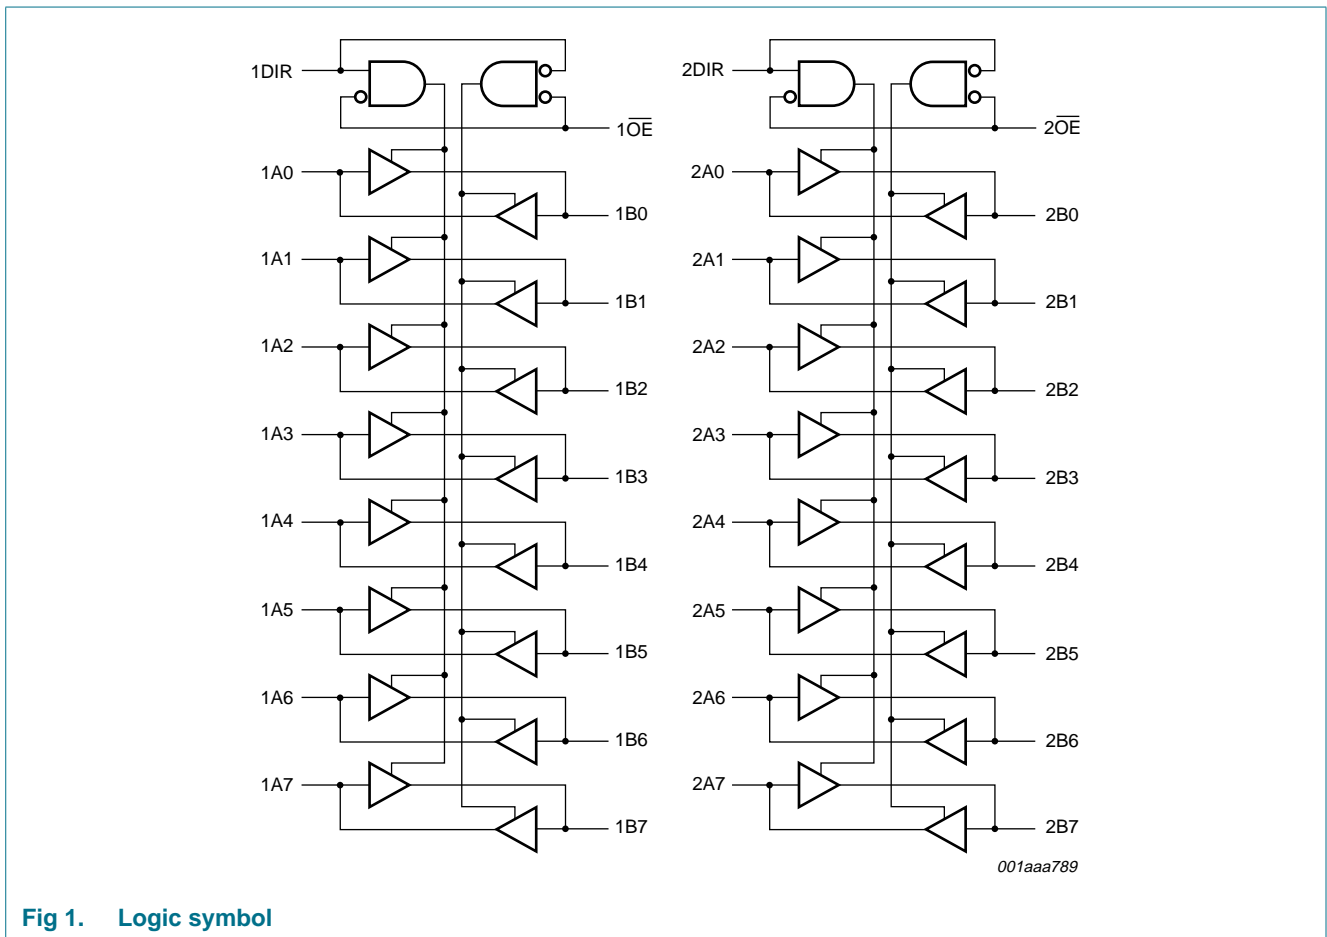 1DIR
1O̅E̅
1A0
1B0
1A1
1B1
1A2
1B2
1A3
1B3
1A4
1B4
1A5
1B5
1A6
1B6
1A7
1B7
2DIR
2O̅E̅
2A0
2B0
2A1
2B1
2A2
2B2
2A3
2B3
2A4
2B4
2A5
2B5
2A6
2B6
2A7
2B7
001aaa789
Fig 1. Logic symbol